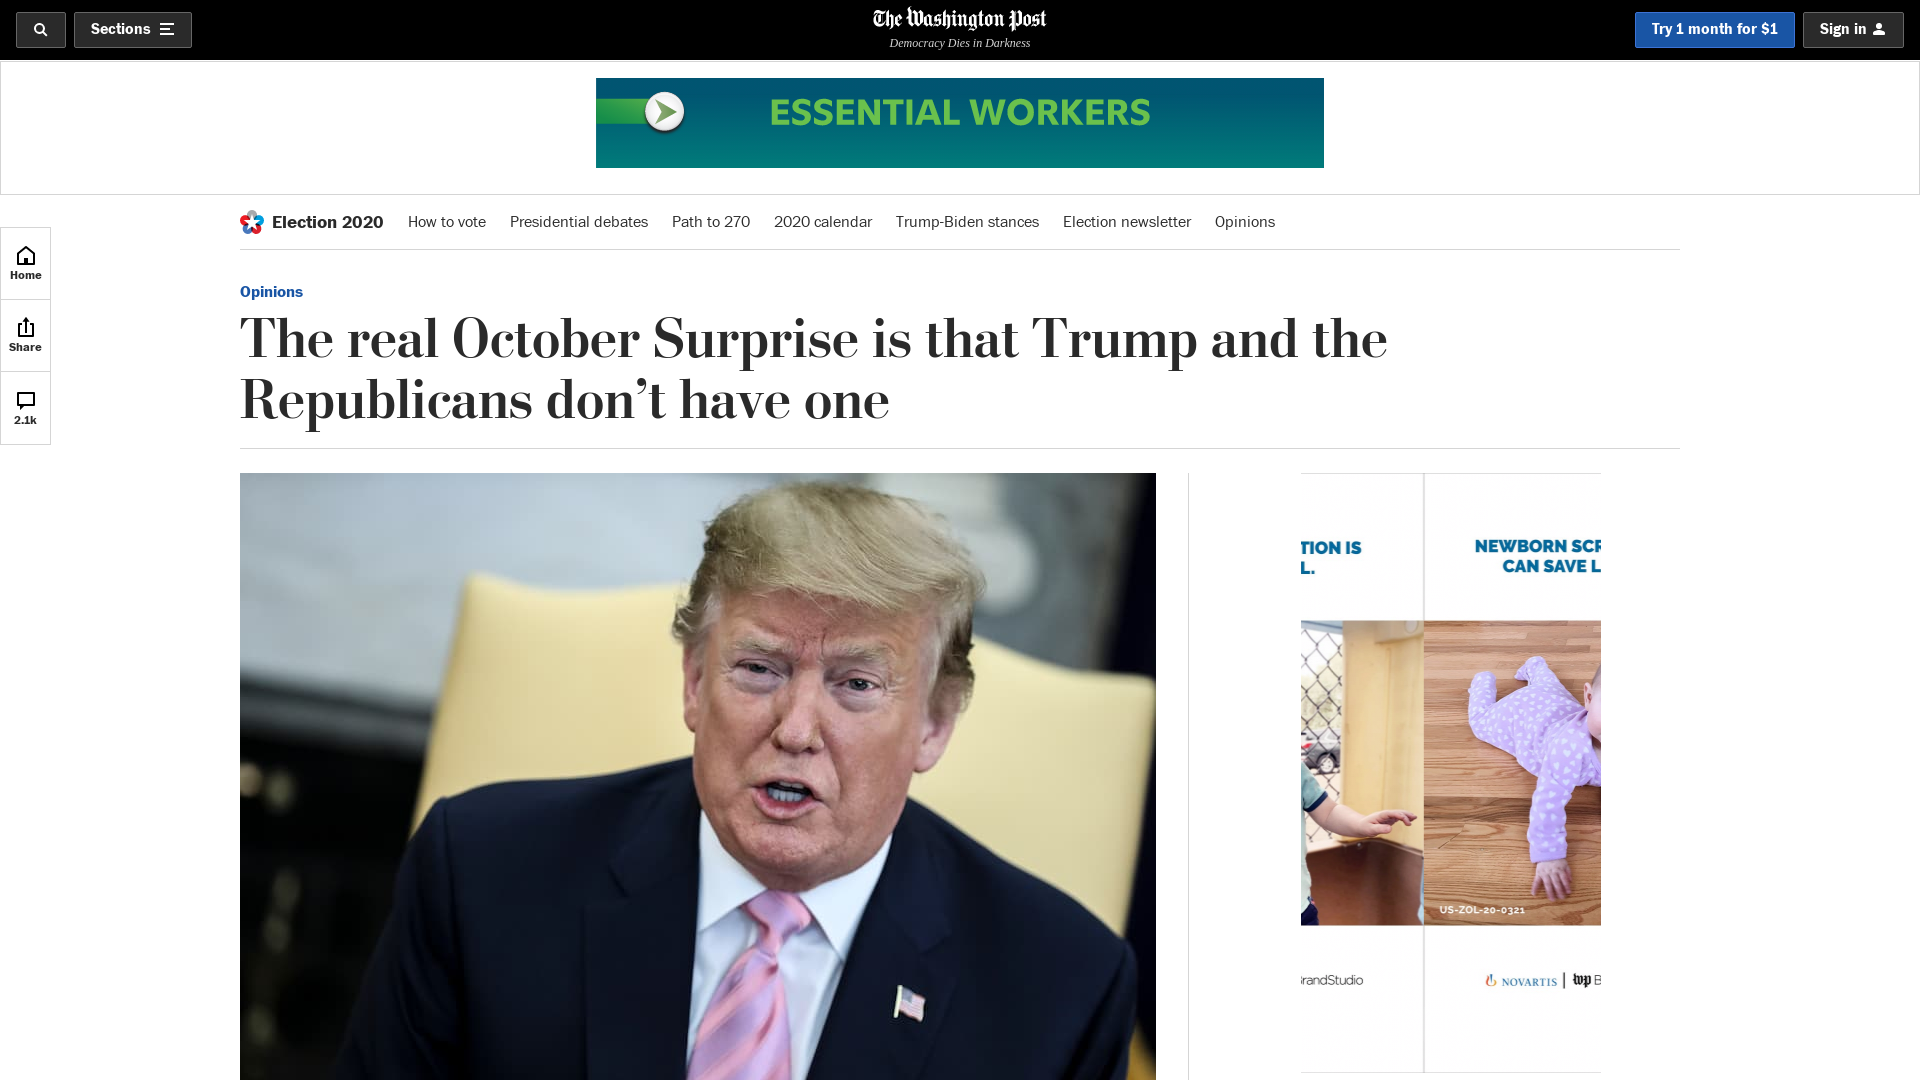 Sections
The Washington Post
Democracy Dies in Darkness
Try 1 month for $1
Sign in
ESSENTIAL WORKERS
Election 2020
How to vote
Presidential debates
Path to 270
2020 calendar
Trump-Biden stances
Election newsletter
Opinions
Home
Share
2.1k
Opinions
The real October Surprise is that Trump and the
Republicans don’t have one
TION IS
L.
NEWBORN SCR
CAN SAVE L
US-ZOL-20-0321
randStudio
NOVARTIS | wp B